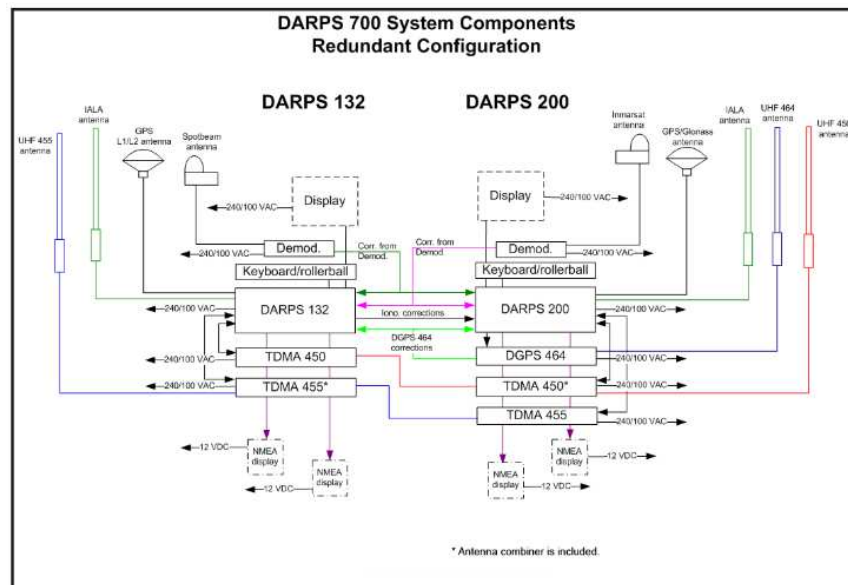 DARPS 700 System Components
Redundant Configuration
DARPS 132
DARPS 200
UHF 455
antenna
IALA
antenna
GPS
L1/L2 antenna
Spotbeam
antenna
Inmarsat
antenna
GPS/Glonass
antenna
IALA
antenna
UHF 464
antenna
UHF 450
antenna
Display
240/100 VAC
Display
240/100 VAC
Demod.
240/100 VAC
Corr. from
Demod.
Corr. from
Demod
Demod.
240/100 VAC
Keyboard/rollerball
Keyboard/rollerball
DARPS 132
240/100 VAC
Iono. corrections
DARPS 200
240/100 VAC
DGPS 464
corrections
TDMA 450
240/100 VAC
DGPS 464
240/100 VAC
TDMA 455*
240/100 VAC
TDMA 450*
240/100 VAC
TDMA 455
240/100 VAC
12 VDC
NMEA
display
12 VDC
NMEA
display
NMEA
display
12 VDC
NMEA
display
12 VDC
* Antenna combiner is included.